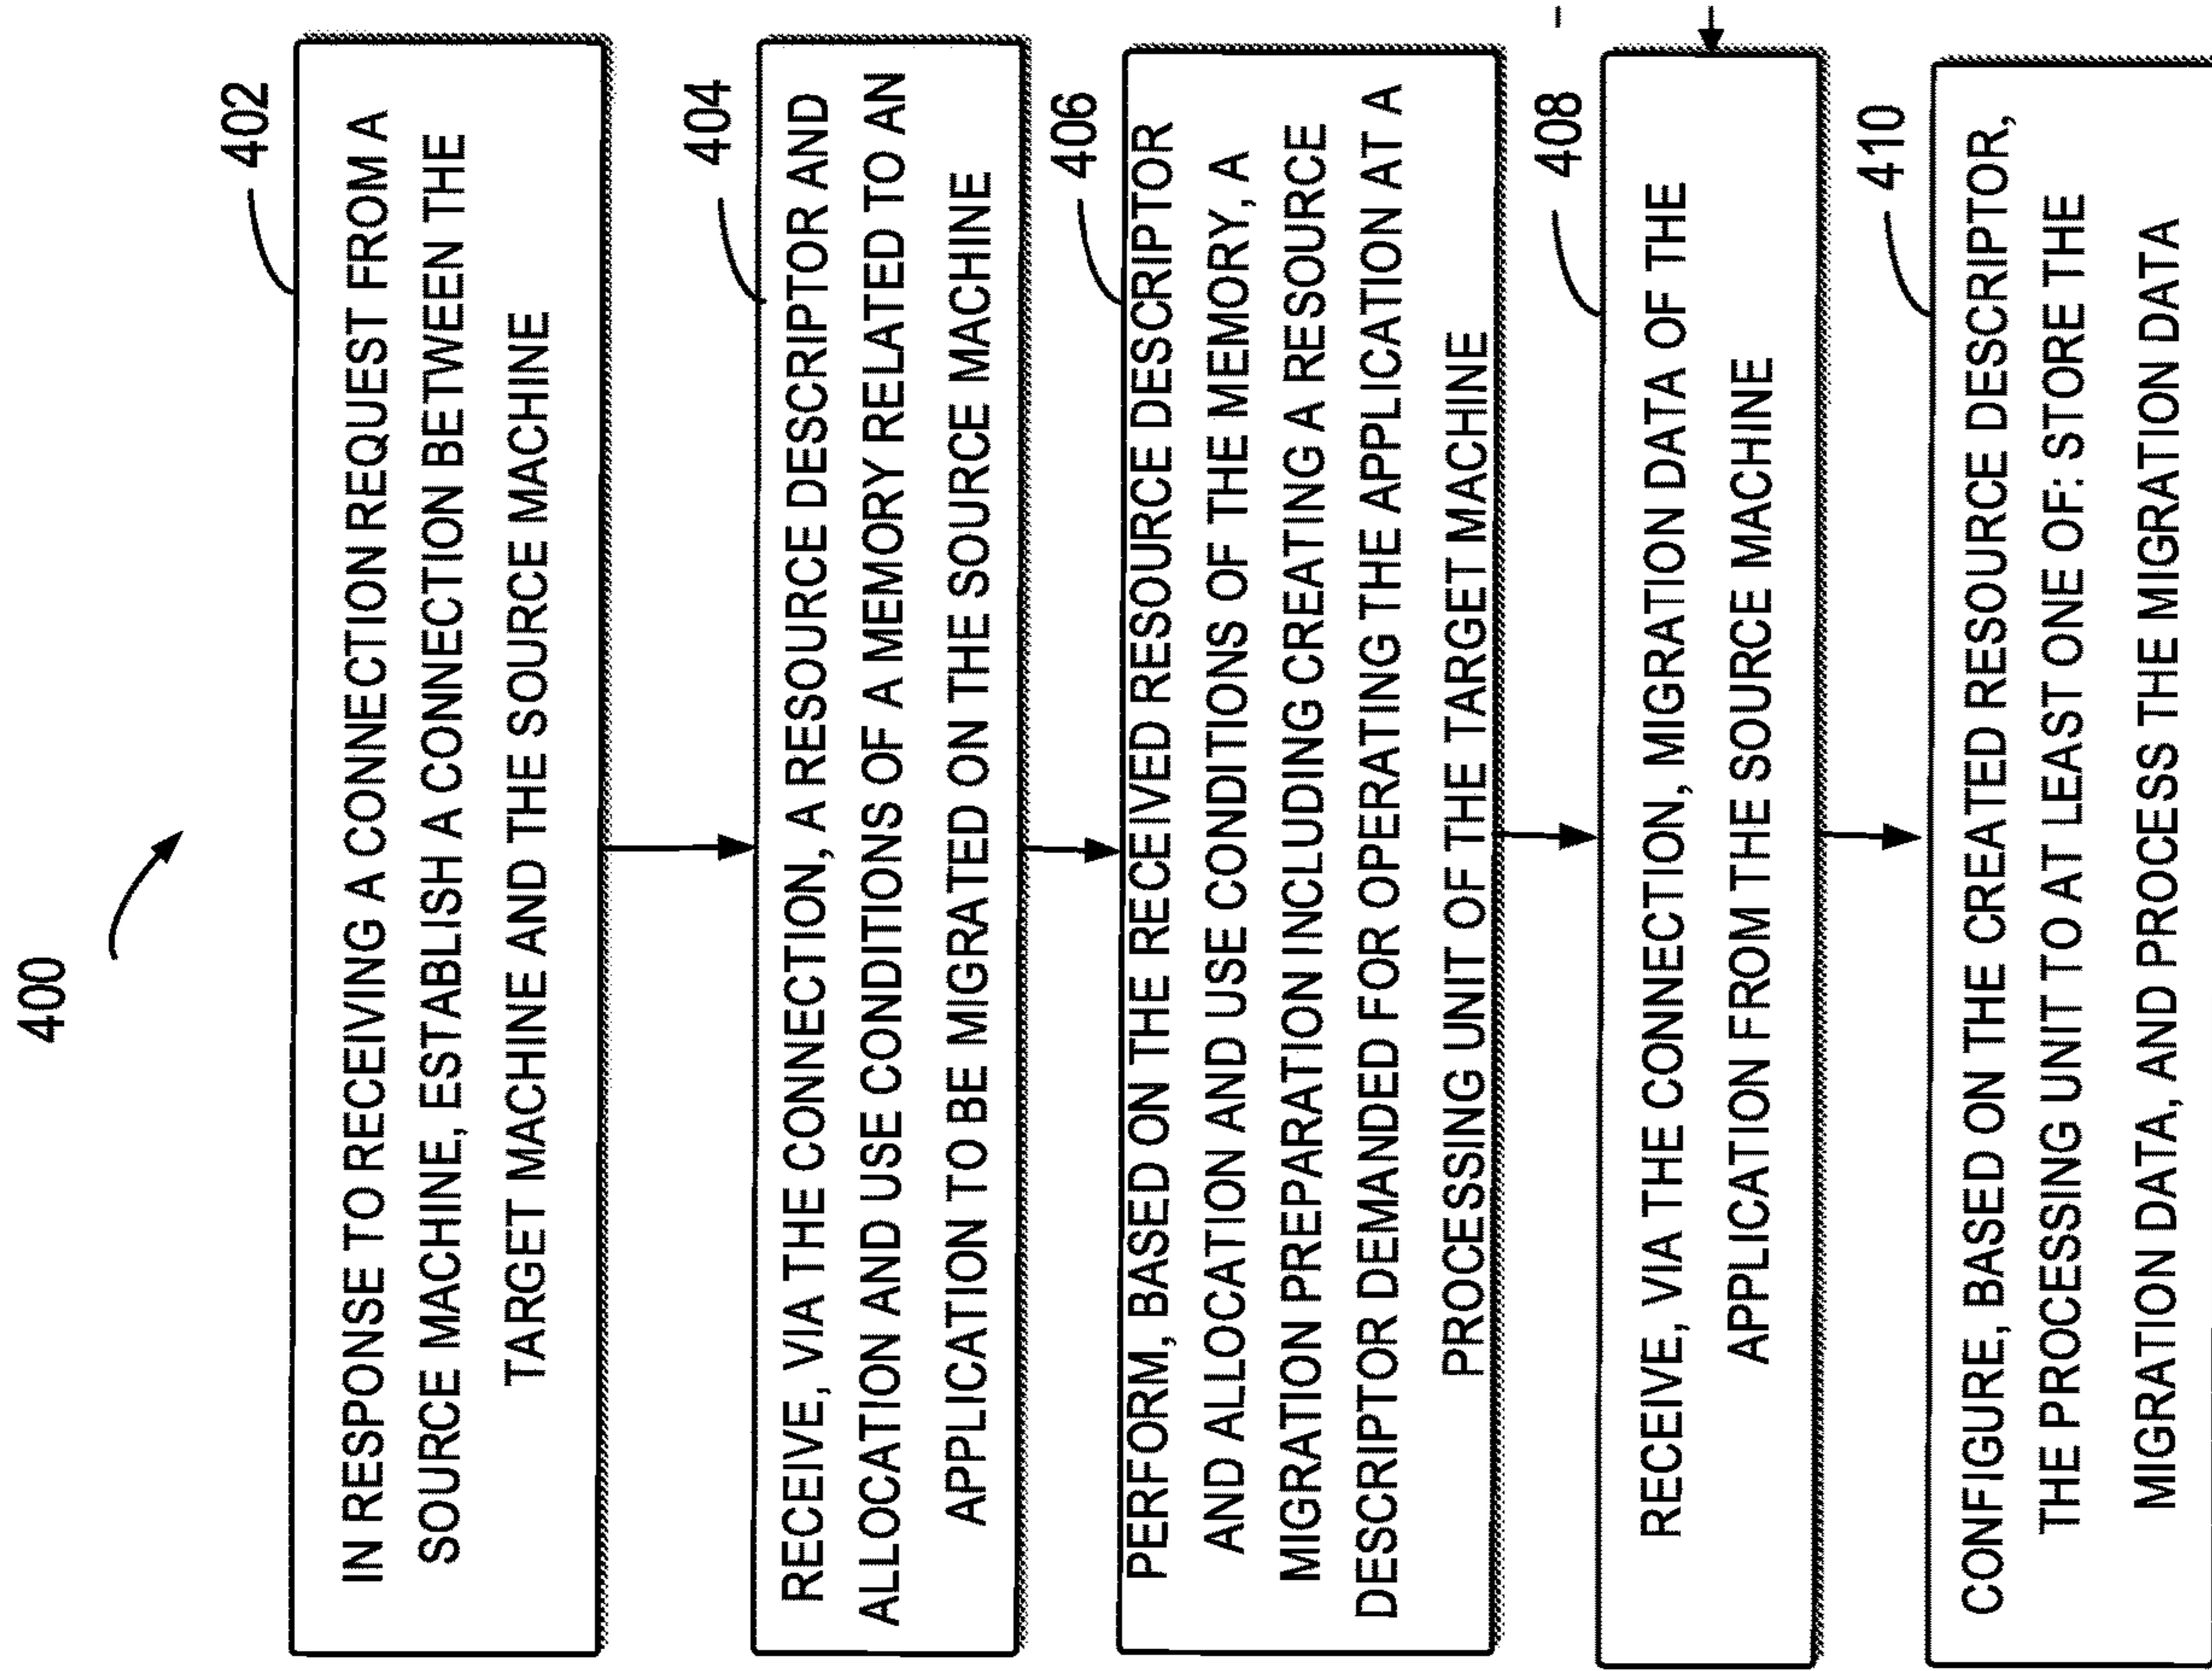 400
402
IN RESPONSE TO RECEIVING A CONNECTION REQUEST FROM A
SOURCE MACHINE, ESTABLISH A CONNECTION BETWEEN THE
TARGET MACHINE AND THE SOURCE MACHINE
404
RECEIVE, VIA THE CONNECTION, A RESOURCE DESCRIPTOR AND
ALLOCATION AND USE CONDITIONS OF A MEMORY RELATED TO AN
APPLICATION TO BE MIGRATED ON THE SOURCE MACHINE
406
PERFORM, BASED ON THE RECEIVED RESOURCE DESCRIPTOR
AND ALLOCATION AND USE CONDITIONS OF THE MEMORY, A
MIGRATION PREPARATION INCLUDING CREATING A RESOURCE
DESCRIPTOR DEMANDED FOR OPERATING THE APPLICATION AT A
PROCESSING UNIT OF THE TARGET MACHINE
408
RECEIVE, VIA THE CONNECTION, MIGRATION DATA OF THE
APPLICATION FROM THE SOURCE MACHINE
410
CONFIGURE, BASED ON THE CREATED RESOURCE DESCRIPTOR,
THE PROCESSING UNIT TO AT LEAST ONE OF: STORE THE
MIGRATION DATA, AND PROCESS THE MIGRATION DATA